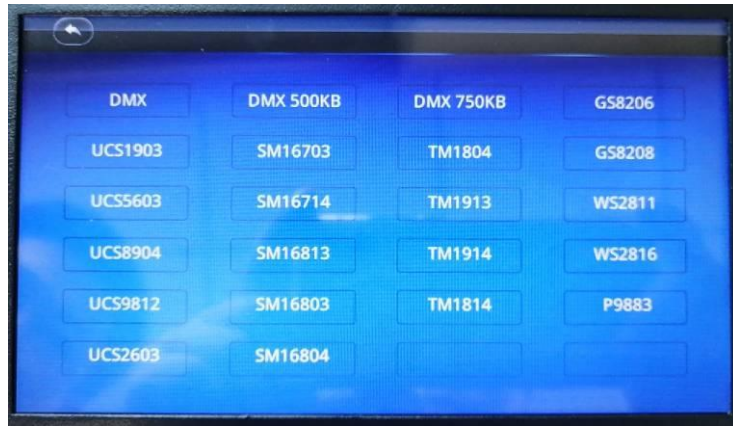 DMX DMX 500KB DMX 750KB GS8206
UCS1903 SM16703 TM1804 GS8208
UCS5603 SM16714 TM1913 WS2811
UCS8904 SM16813 TM1914 WS2816
UCS9812 SM16803 TM1814 P9883
UCS2603 SM16804